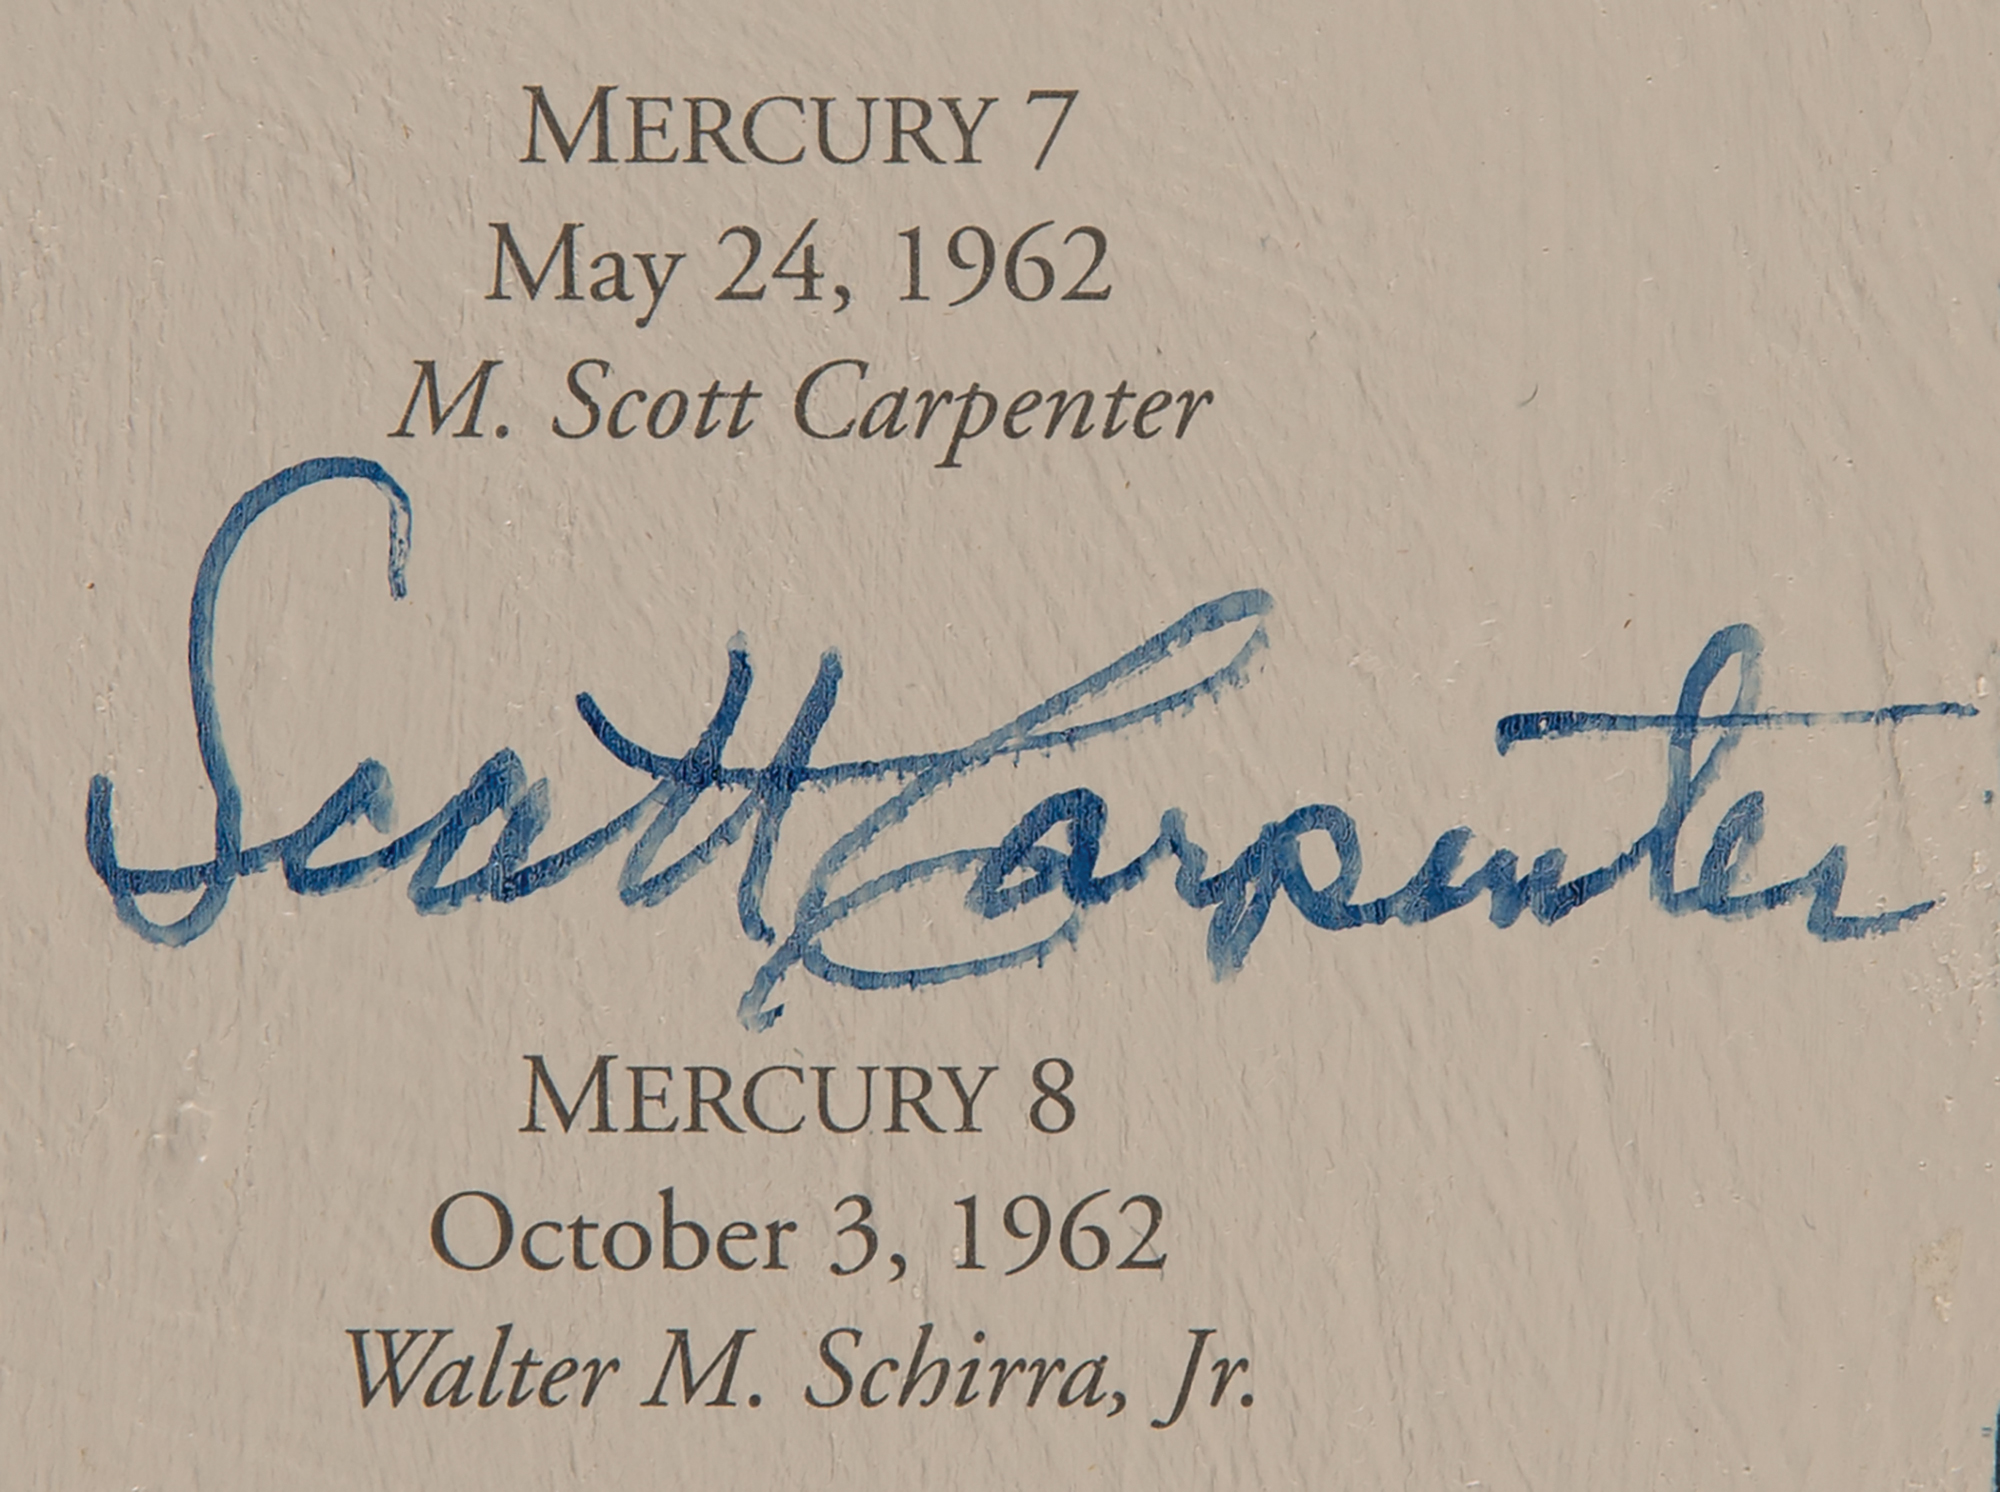 MERCURY 7
May 24, 1962
M. Scott Carpenter
Scott Carpenter
MERCURY 8
October 3, 1962
Walter M. Schirra, Jr.